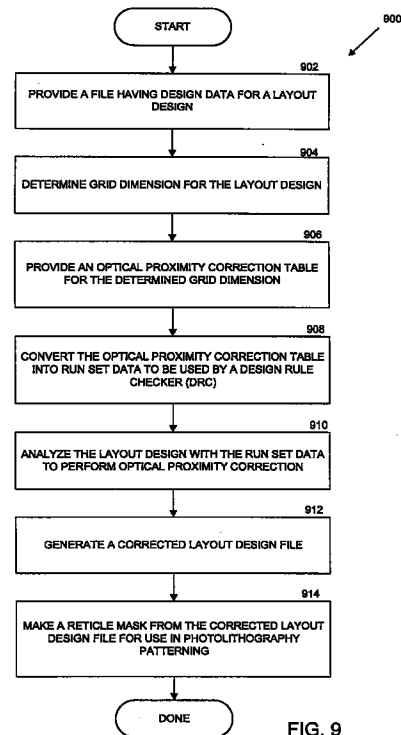 START
900
902
PROVIDE A FILE HAVING DESIGN DATA FOR A LAYOUT
DESIGN
904
DETERMINE GRID DIMENSION FOR THE LAYOUT DESIGN
906
PROVIDE AN OPTICAL PROXIMITY CORRECTION TABLE
FOR THE DETERMINED GRID DIMENSION
908
CONVERT THE OPTICAL PROXIMITY CORRECTION TABLE
INTO RUN SET DATA TO BE USED BY A DESIGN RULE
CHECKER (DRC)
910
ANALYZE THE LAYOUT DESIGN WITH THE RUN SET DATA
TO PERFORM OPTICAL PROXIMITY CORRECTION
912
GENERATE A CORRECTED LAYOUT DESIGN FILE
914
MAKE A RETICLE MASK FROM THE CORRECTED LAYOUT
DESIGN FILE FOR USE IN PHOTOLITHOGRAPHY
PATTERNING
DONE
FIG. 9